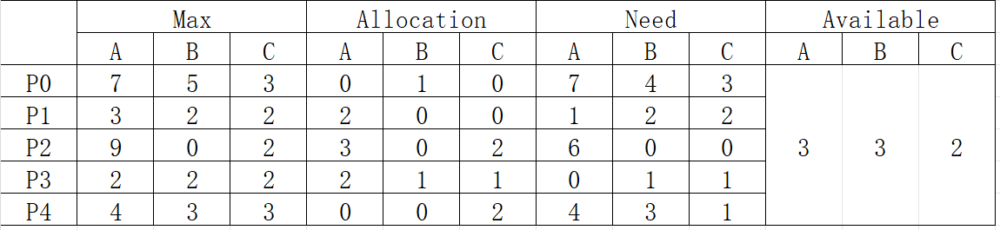 Max Allocation Need Available
A B C A B C A B C A B C
P0 7 5 3 0 1 0 7 4 3
P1 3 2 2 2 0 0 1 2 2
P2 9 0 2 3 0 2 6 0 0 3 3 2
P3 2 2 2 2 1 1 0 1 1
P4 4 3 3 0 0 2 4 3 1